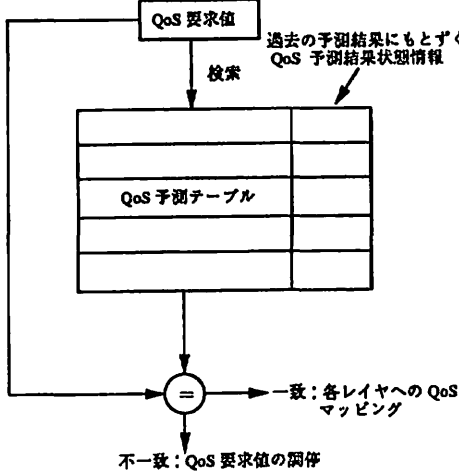 QoS 要求値
過去の予測結果にもとずく
QoS 予測結果状態情報
検索
QoS 予測テーブル
=
一致：各レイヤへの QoS
マッピング
不一致：QoS 要求値の調停